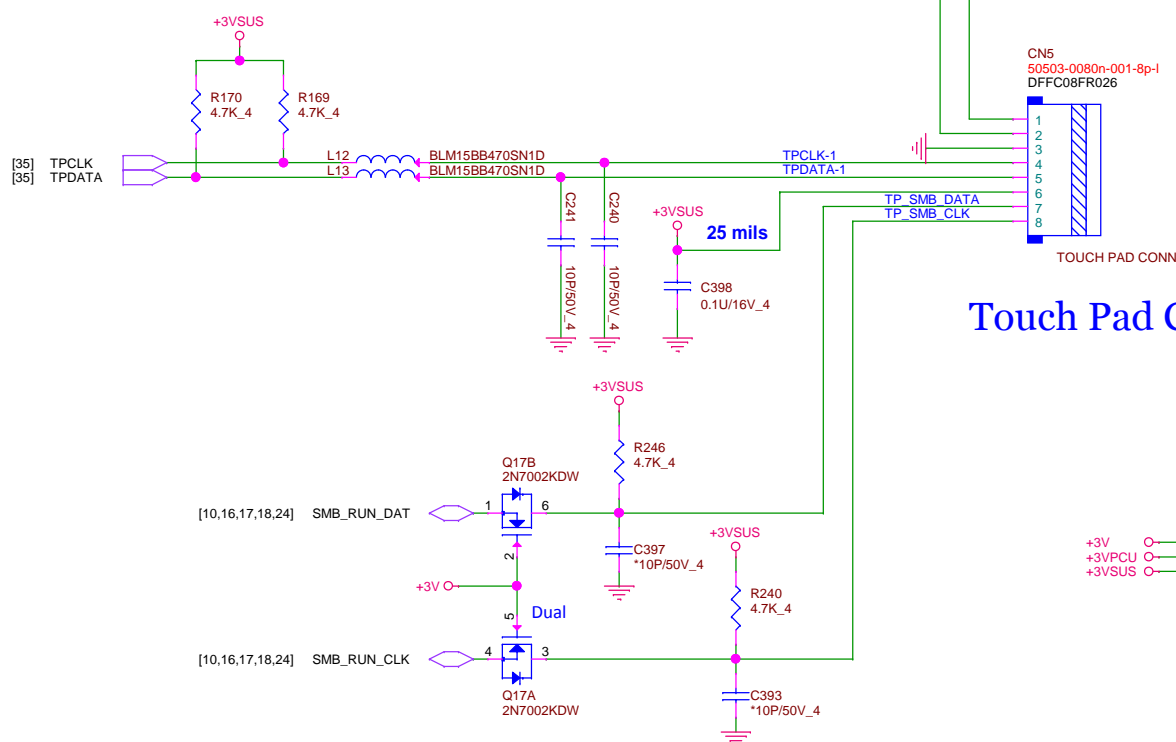 +3VSUS
R170
4.7K_4
R169
4.7K_4
CN5
50503-0080n-001-8p-l
DFFC08FR026
1
2
3
4
5
6
7
8
TOUCH PAD CONN
[35] TPCLK
[35] TPDATA
L12 BLM15BB470SN1D
L13 BLM15BB470SN1D
TPCLK-1
TPDATA-1
TP_SMB_DATA
TP_SMB_CLK
C241
10P/50V_4
C240
10P/50V_4
+3VSUS
25 mils
C398
0.1U/16V_4
Touch Pad C
+3VSUS
R246
4.7K_4
Q17B
2N7002KDW
[10,16,17,18,24] SMB_RUN_DAT
1
6
2
C397
*10P/50V_4
+3VSUS
R240
4.7K_4
+3V
5
Dual
[10,16,17,18,24] SMB_RUN_CLK
4
3
Q17A
2N7002KDW
C393
*10P/50V_4
+3V
+3VPCU
+3VSUS